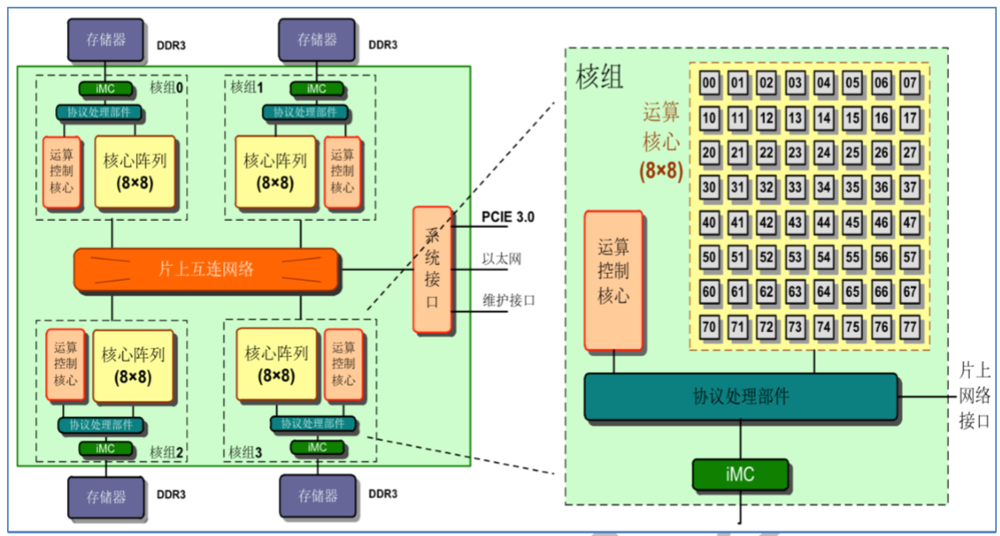 存储器
DDR3
存储器
DDR3
iMC
核组0
核组1
iMC
协议处理部件
协议处理部件
运算
控制
核心
核心阵列
(8×8)
核心阵列
(8×8)
运算
控制
核心
片上互连网络
系
统
接
口
PCIE 3.0
以太网
维护接口
运算
控制
核心
核心阵列
(8×8)
核心阵列
(8×8)
运算
控制
核心
协议处理部件
协议处理部件
iMC
核组2
核组3
iMC
存储器
DDR3
存储器
DDR3
核组
运算
核心
(8×8)
00 01 02 03 04 05 06 07
10 11 12 13 14 15 16 17
20 21 22 23 24 25 26 27
30 31 32 33 34 35 36 37
40 41 42 43 44 45 46 47
50 51 52 53 54 55 56 57
60 61 62 63 64 65 66 67
70 71 72 73 74 75 76 77
运算
控制
核心
协议处理部件
片上
网络
接口
iMC